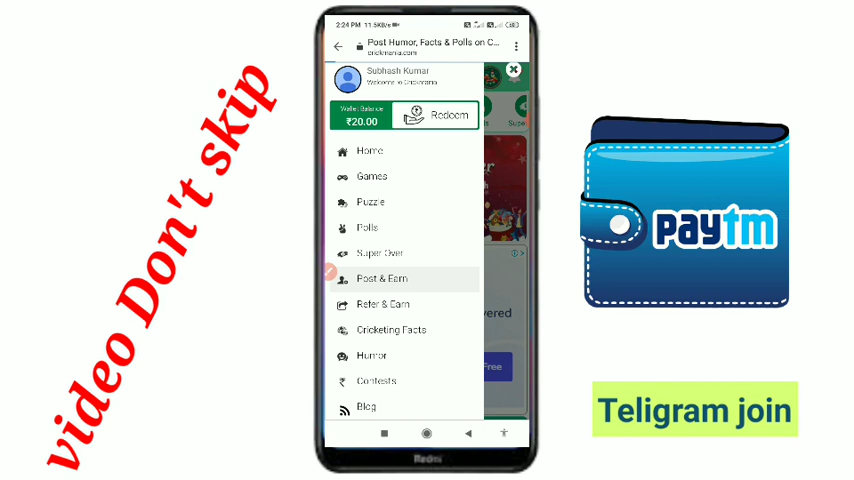 video Don't skip
2:24 PM 11.5KB/s
Post Humor, Facts & Polls on C...
crickmania.com
Subhash Kumar
Welcome to Crickmania
Wallet Balance
₹20.00
Redeem
Home
Games
Puzzle
Polls
Super Over
Post & Earn
Refer & Earn
Cricketing Facts
Humor
Contests
Blog
vered
Free
Redmi
paytm
Teligram join